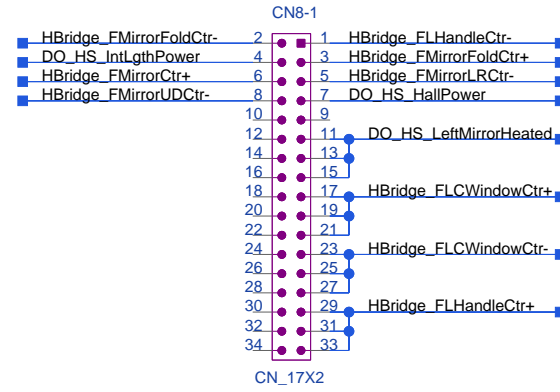 CN8-1
HBridge_FMirrorFoldCtr- 2 1 HBridge_FLHandleCtr-
DO_HS_IntLgthPower 4 3 HBridge_FMirrorFoldCtr+
HBridge_FMirrorCtr+ 6 5 HBridge_FMirrorLRCtr-
HBridge_FMirrorUDCtr- 8 7 DO_HS_HallPower
10 9
12 11 DO_HS_LeftMirrorHeated
14 13
16 15
18 17 HBridge_FLCWindowCtr+
20 19
22 21
24 23 HBridge_FLCWindowCtr-
26 25
28 27
30 29 HBridge_FLHandleCtr+
32 31
34 33
CN_17X2